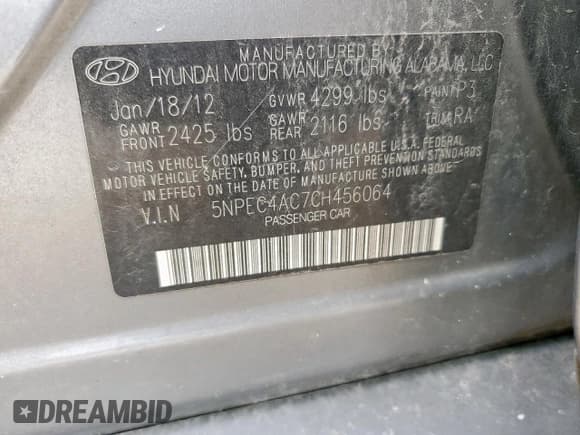 MANUFACTURED BY
HYUNDAI MOTOR MANUFACTURING ALABAMA, LLC
Jan/18/12 GVWR 4299 lbs PAINT P3
GAWR FRONT 2425 lbs GAWR REAR 2116 lbs TRIM RA
THIS VEHICLE CONFORMS TO ALL APPLICABLE U.S.A. FEDERAL
MOTOR VEHICLE SAFETY, BUMPER, AND THEFT PREVENTION STANDARDS
IN EFFECT ON THE DATE OF MANUFACTURE SHOWN ABOVE.
V.I.N 5NPEC4AC7CH456064
PASSENGER CAR
DREAMBID